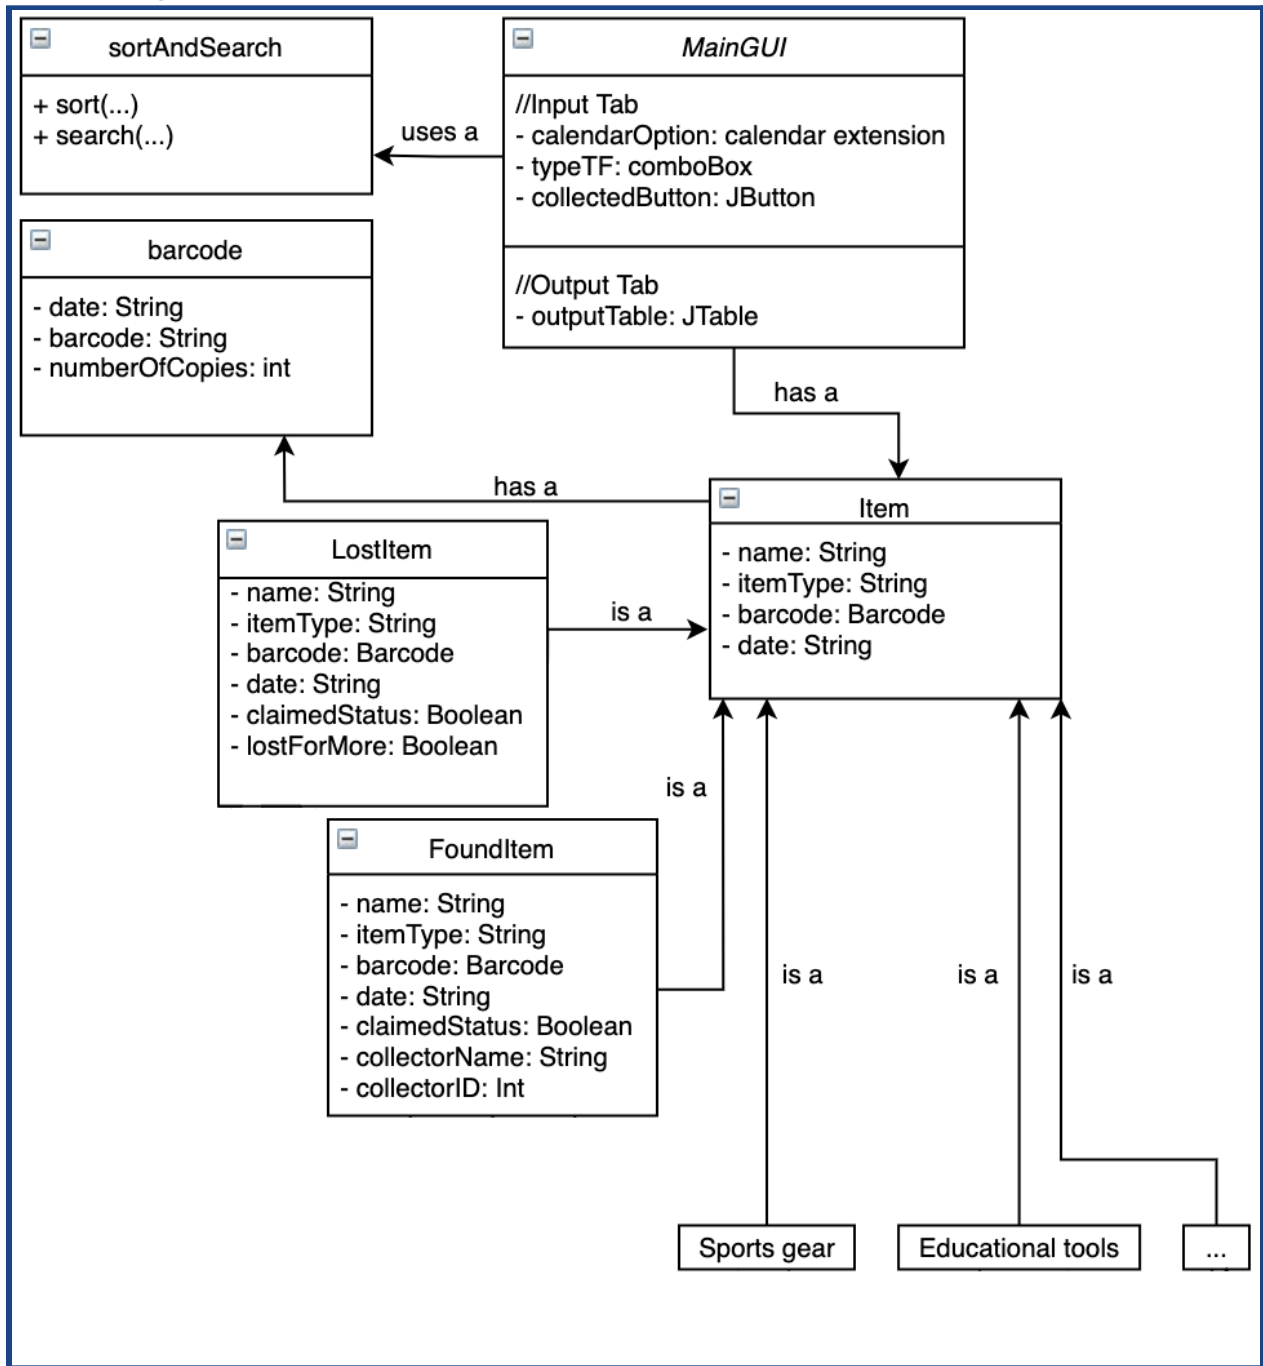 sortAndSearch
+ sort(...)
+ search(...)
uses a
MainGUI
//Input Tab
- calendarOption: calendar extension
- typeTF: comboBox
- collectedButton: JButton
//Output Tab
- outputTable: JTable
barcode
- date: String
- barcode: String
- numberOfCopies: int
has a
has a
Item
- name: String
- itemType: String
- barcode: Barcode
- date: String
LostItem
- name: String
- itemType: String
- barcode: Barcode
- date: String
- claimedStatus: Boolean
- lostForMore: Boolean
is a
is a
FoundItem
- name: String
- itemType: String
- barcode: Barcode
- date: String
- claimedStatus: Boolean
- collectorName: String
- collectorID: Int
is a
is a
is a
Sports gear
Educational tools
...